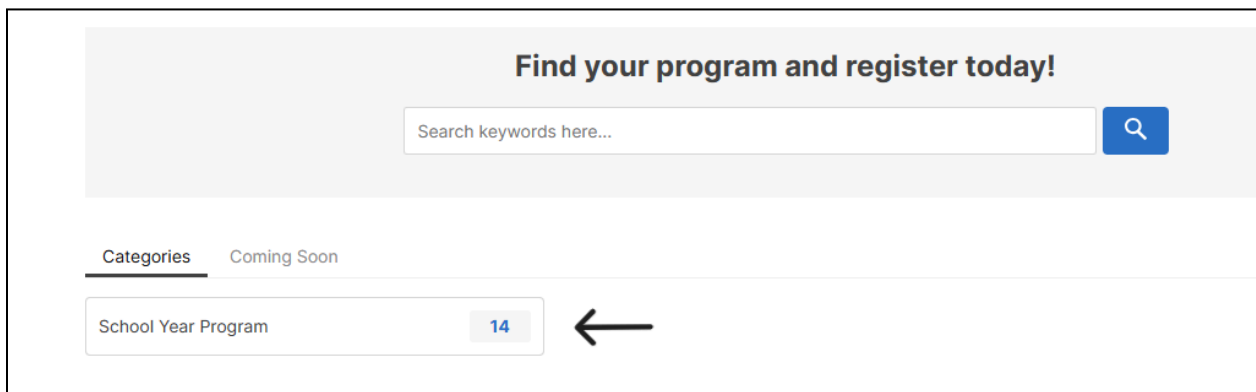 Find your program and register today!
Search keywords here...
Categories Coming Soon
School Year Program 14